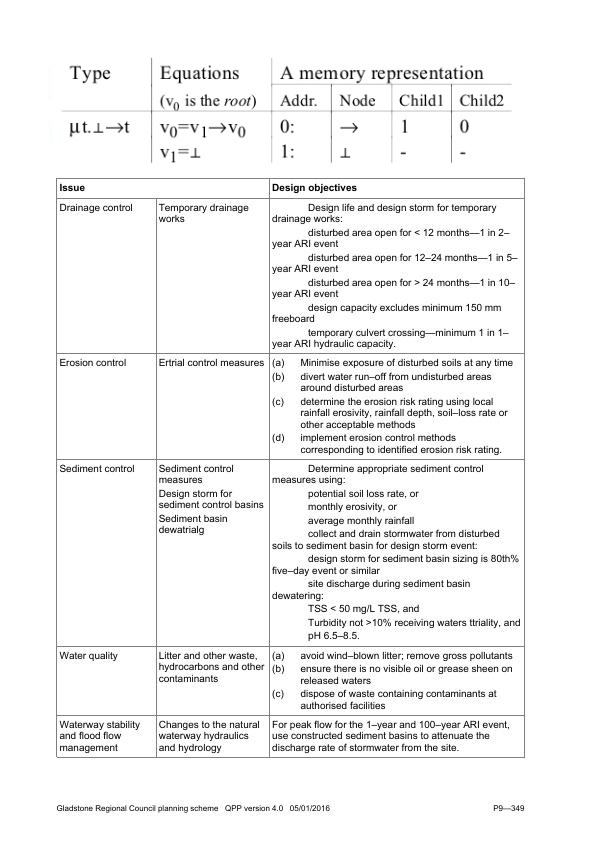 Type Equations A memory representation
(v0 is the root) Addr. Node Child1 Child2
μt.⊥→t v0=v1→v0 0: → 1 0
v1=⊥ 1: ⊥ - -
Issue Design objectives
Drainage control Temporary drainage works
Design life and design storm for temporary
drainage works:
disturbed area open for < 12 months—1 in 2–
year ARI event
disturbed area open for 12–24 months—1 in 5–
year ARI event
disturbed area open for > 24 months—1 in 10–
year ARI event
design capacity excludes minimum 150 mm
freeboard
temporary culvert crossing—minimum 1 in 1–
year ARI hydraulic capacity.
Erosion control Ertrial control measures
(a) Minimise exposure of disturbed soils at any time
(b) divert water run–off from undisturbed areas
around disturbed areas
(c) determine the erosion risk rating using local
rainfall erosivity, rainfall depth, soil–loss rate or
other acceptable methods
(d) implement erosion control methods
corresponding to identified erosion risk rating.
Sediment control
Sediment control
measures
Design storm for
sediment control basins
Sediment basin
dewatrialg
Determine appropriate sediment control
measures using:
potential soil loss rate, or
monthly erosivity, or
average monthly rainfall
collect and drain stormwater from disturbed
soils to sediment basin for design storm event:
design storm for sediment basin sizing is 80th%
five–day event or similar
site discharge during sediment basin
dewatering:
TSS < 50 mg/L TSS, and
Turbidity not >10% receiving waters ttriality, and
pH 6.5–8.5.
Water quality
Litter and other waste,
hydrocarbons and other
contaminants
(a) avoid wind–blown litter; remove gross pollutants
(b) ensure there is no visible oil or grease sheen on
released waters
(c) dispose of waste containing contaminants at
authorised facilities
Waterway stability
and flood flow
management
Changes to the natural
waterway hydraulics
and hydrology
For peak flow for the 1–year and 100–year ARI event,
use constructed sediment basins to attenuate the
discharge rate of stormwater from the site.
Gladstone Regional Council planning scheme QPP version 4.0 05/01/2016 P9—349